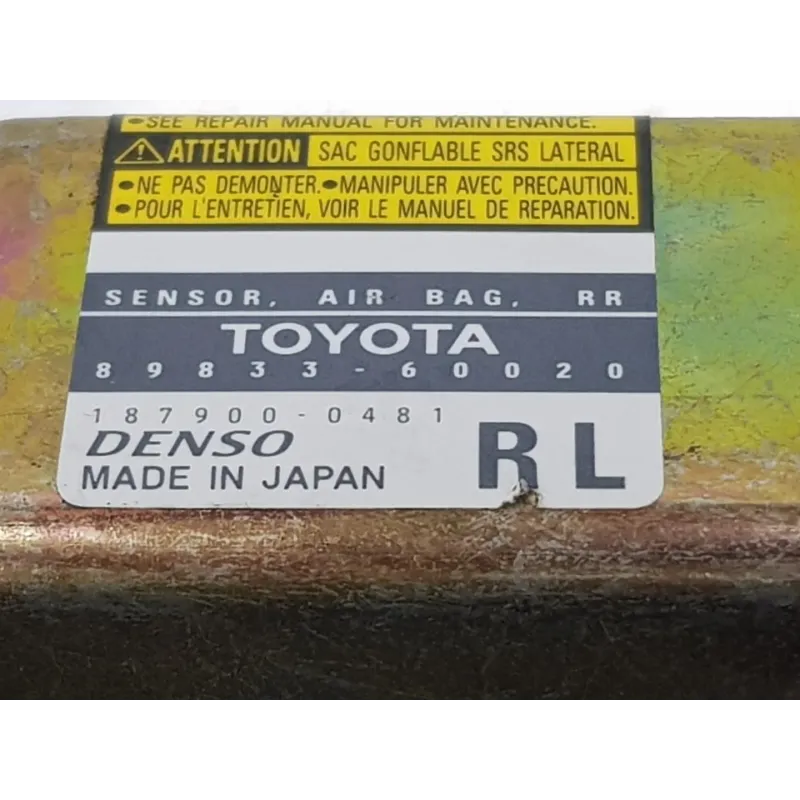 •SEE REPAIR MANUAL FOR MAINTENANCE.
ATTENTION SAC GONFLABLE SRS LATERAL
•NE PAS DEMONTER. •MANIPULER AVEC PRECAUTION.
•POUR L'ENTRETIEN, VOIR LE MANUEL DE REPARATION.
SENSOR, AIR BAG, RR
TOYOTA
89833-60020
187900-0481
DENSO
MADE IN JAPAN
RL